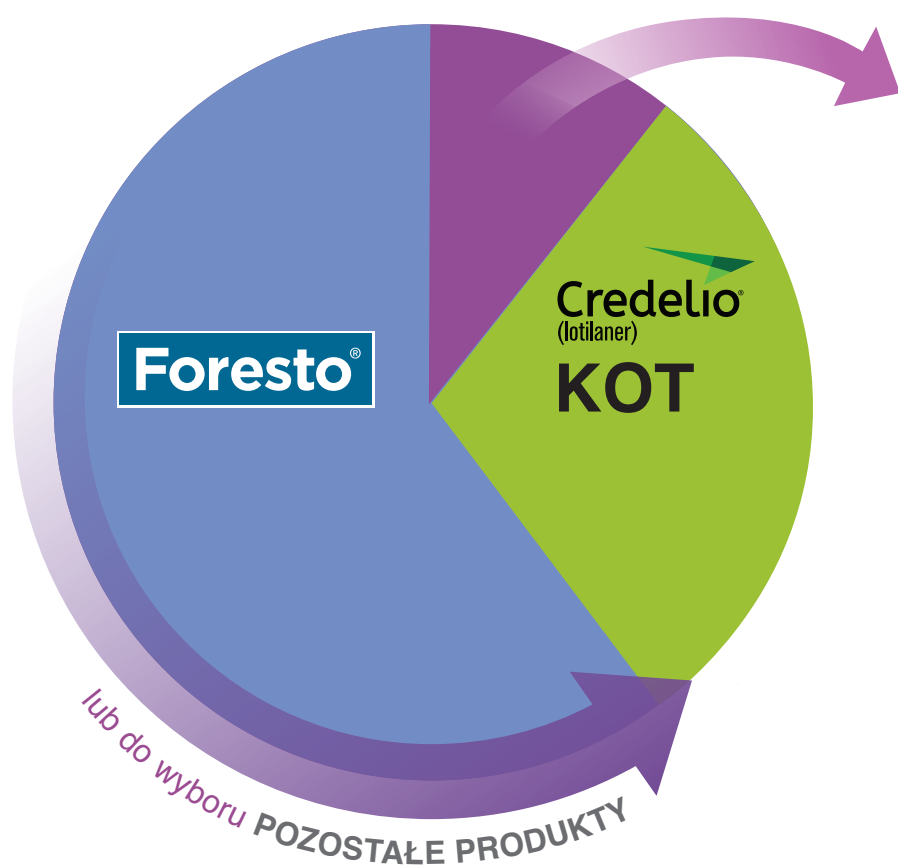 Foresto®
Credelio®
(lotilaner)
KOT
lub do wyboru POZOSTAŁE PRODUKTY